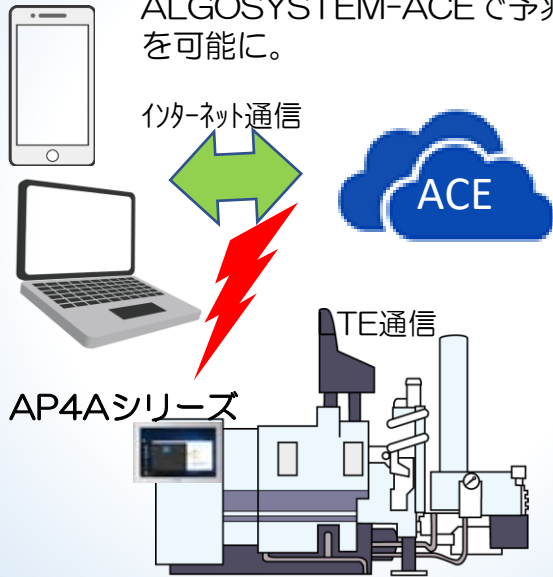 ALGOSYSTEM-ACEで予
を可能に。
インターネット通信
ACE
LTE通信
AP4Aシリーズ